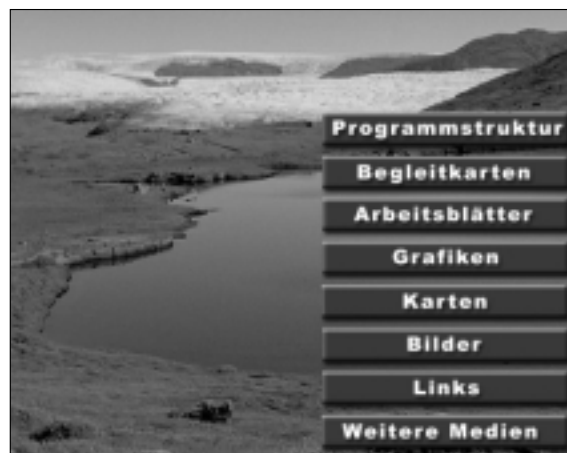 Programmstruktur
Begleitkarten
Arbeitsblätter
Grafiken
Karten
Bilder
Links
Weitere Medien